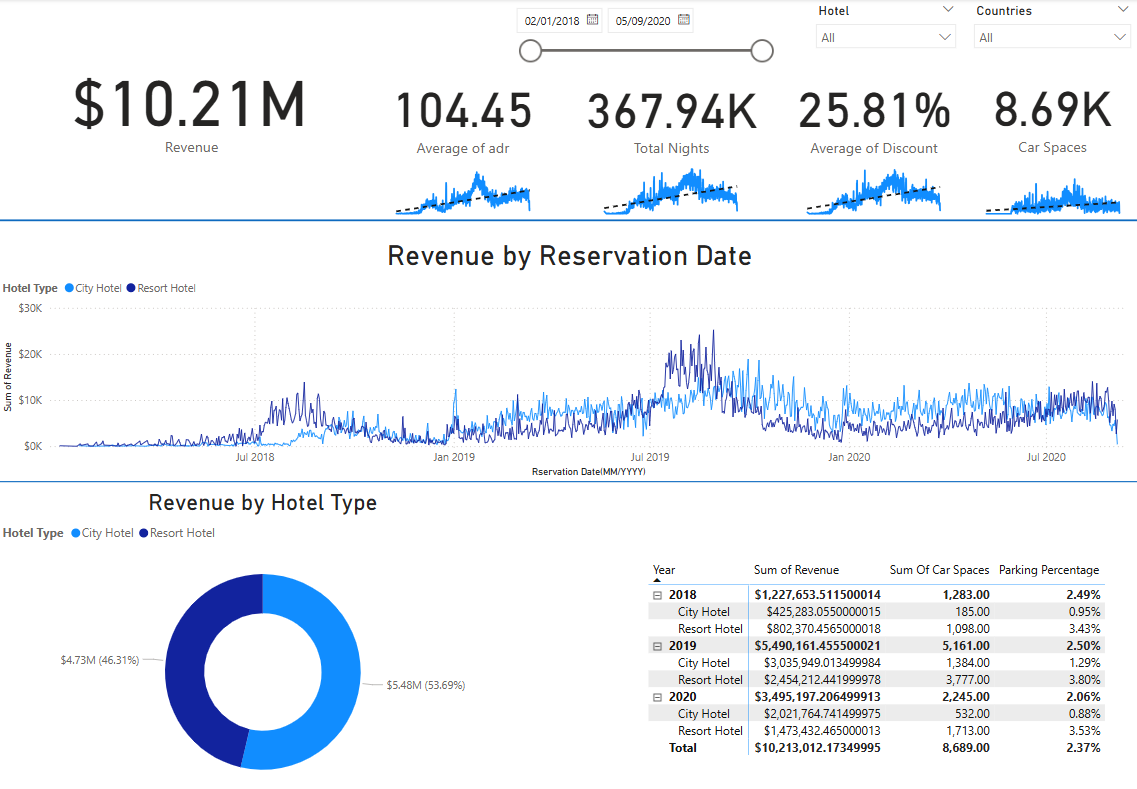 02/01/2018 05/09/2020
Hotel
All
Countries
All
$10.21M
Revenue
104.45
Average of adr
367.94K
Total Nights
25.81%
Average of Discount
8.69K
Car Spaces
Revenue by Reservation Date
Hotel Type City Hotel Resort Hotel
Sum of Revenue
$30K
$20K
$10K
$0K
Jul 2018 Jan 2019 Jul 2019 Jan 2020 Jul 2020
Rservation Date(MM/YYYY)
Revenue by Hotel Type
Hotel Type City Hotel Resort Hotel
$4.73M (46.31%)
$5.48M (53.69%)
Year Sum of Revenue Sum Of Car Spaces Parking Percentage
2018 $1,227,653.511500014 1,283.00 2.49%
City Hotel $425,283.0550000015 185.00 0.95%
Resort Hotel $802,370.4565000018 1,098.00 3.43%
2019 $5,490,161.455500021 5,161.00 2.50%
City Hotel $3,035,949.013499984 1,384.00 1.29%
Resort Hotel $2,454,212.441999978 3,777.00 3.80%
2020 $3,495,197.206499913 2,245.00 2.06%
City Hotel $2,021,764.741499975 532.00 0.88%
Resort Hotel $1,473,432.465000013 1,713.00 3.53%
Total $10,213,012.17349995 8,689.00 2.37%